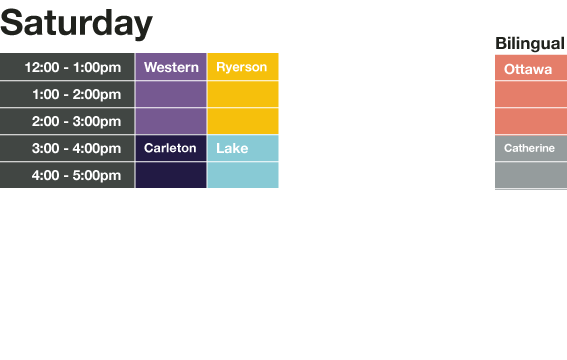 Saturday
Bilingual
12:00 - 1:00pm Western Ryerson Ottawa
1:00 - 2:00pm
2:00 - 3:00pm
3:00 - 4:00pm Carleton Lake Catherine
4:00 - 5:00pm